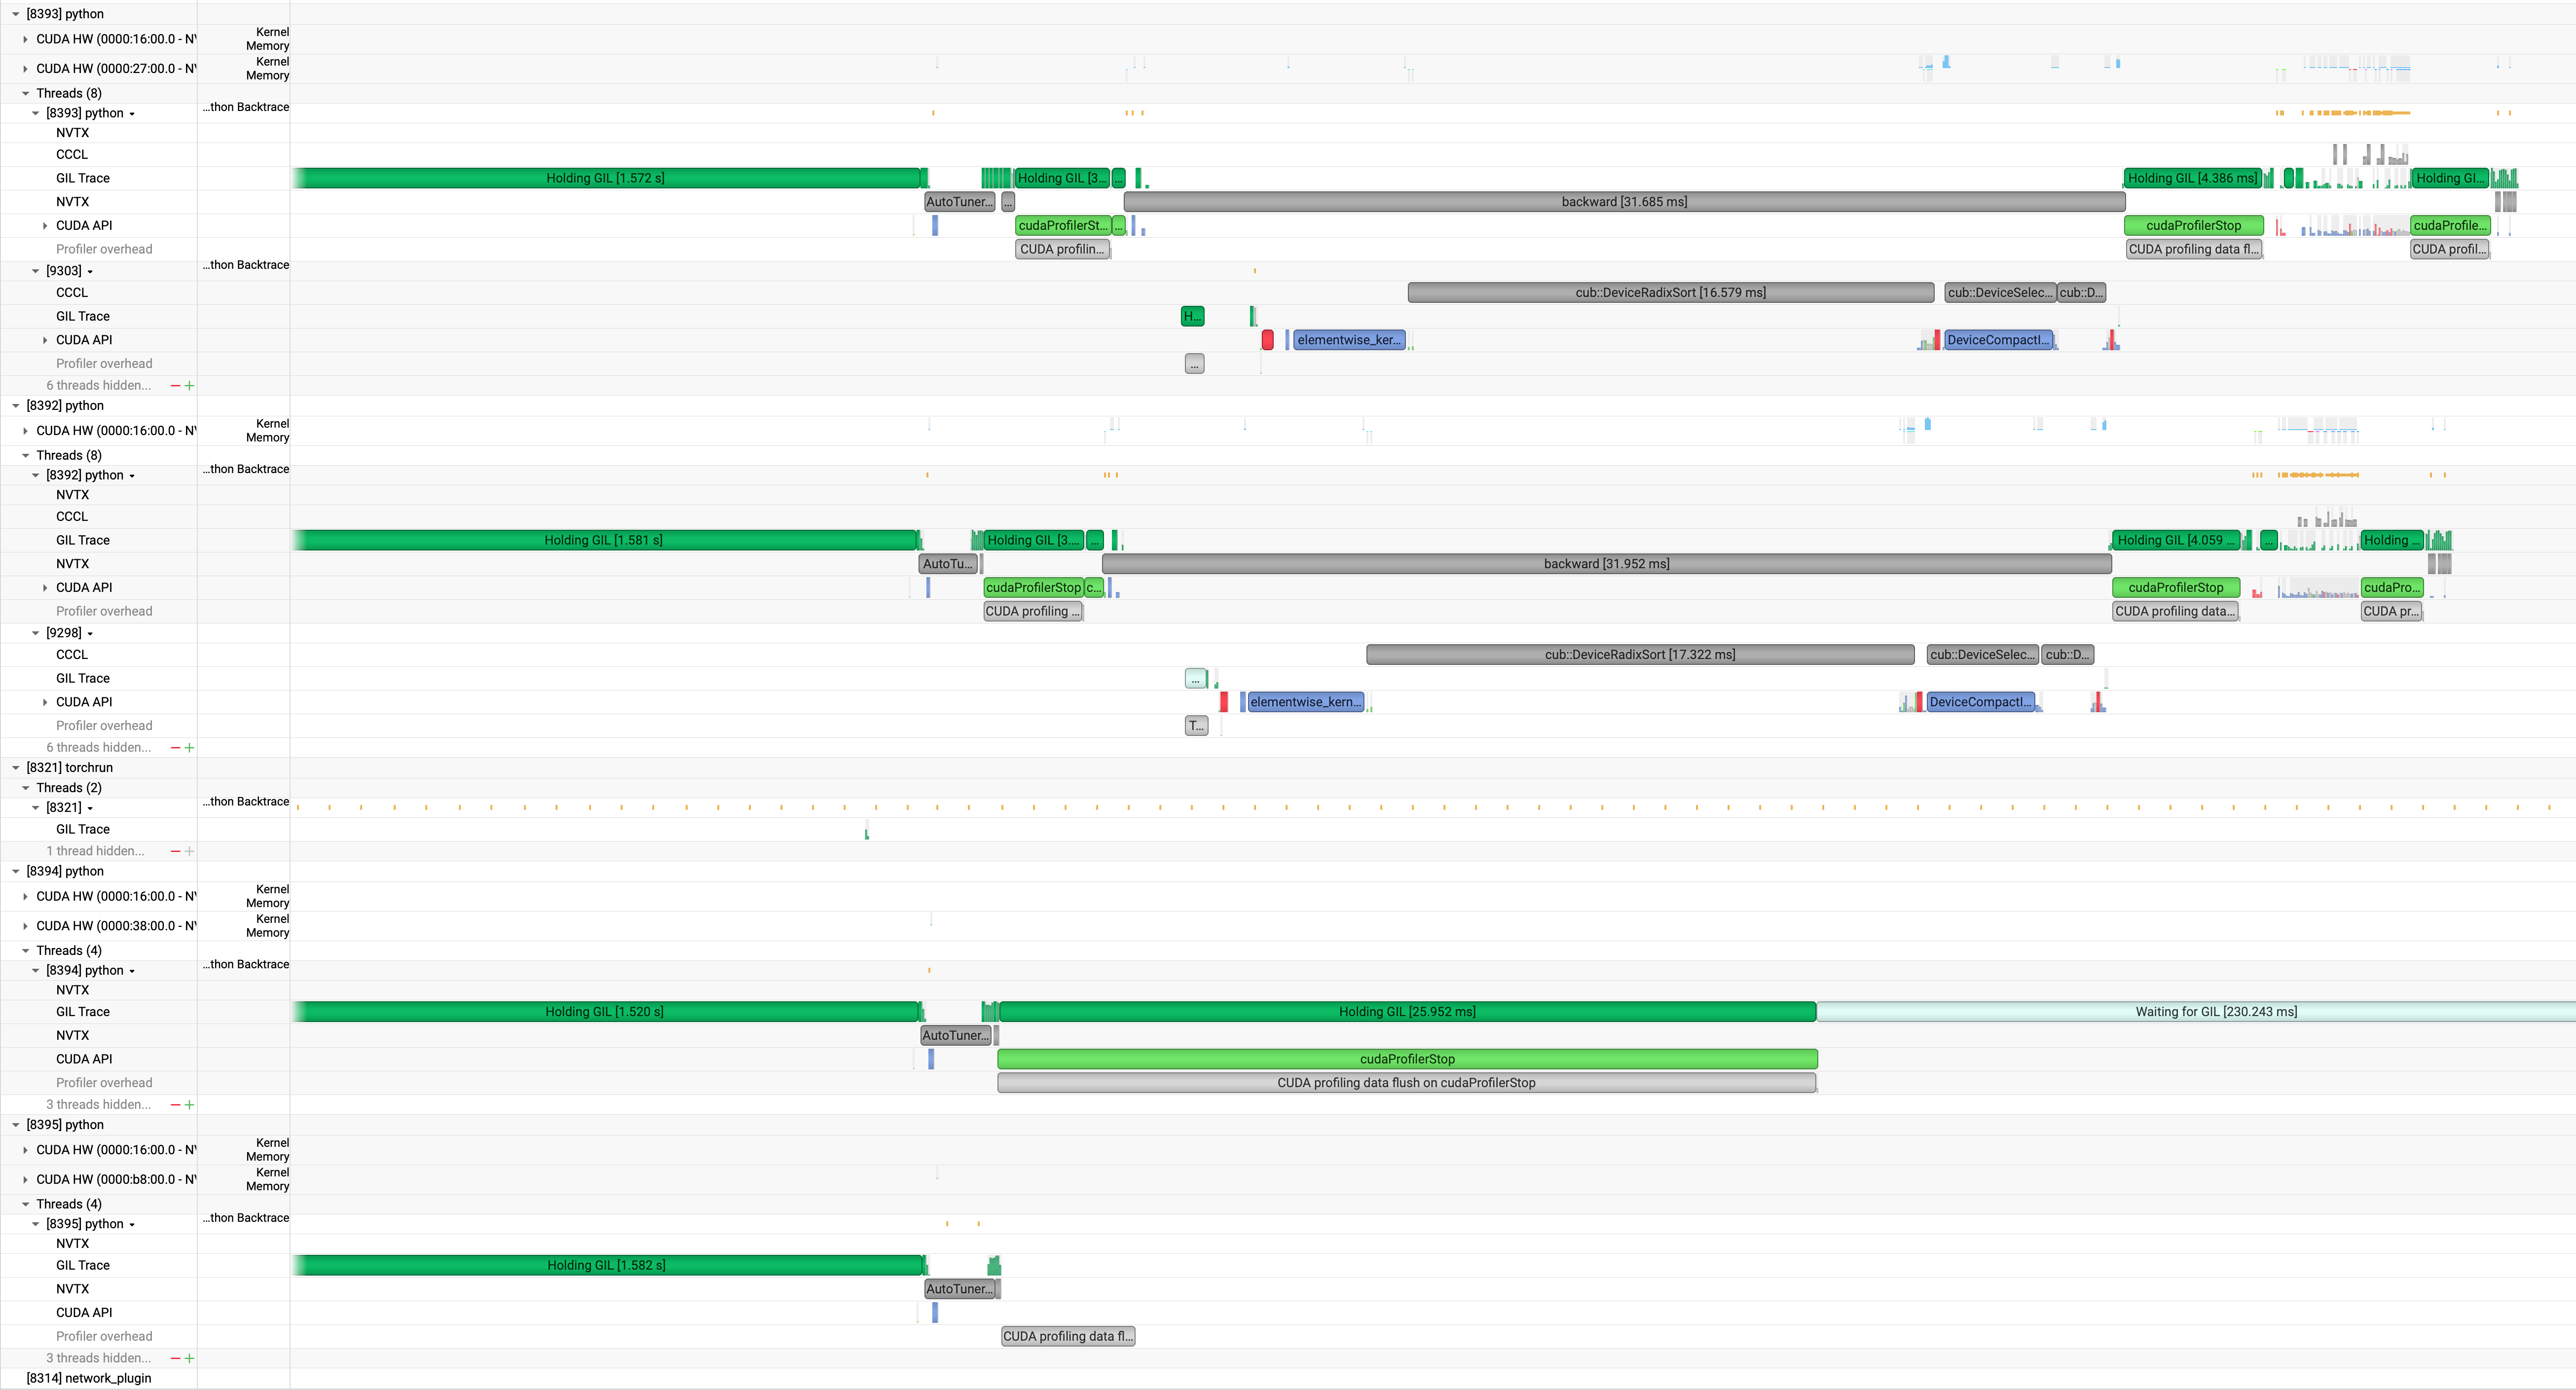 [8393] python
CUDA HW (0000:16:00.0 - NV Kernel
Memory
CUDA HW (0000:27:00.0 - NV Kernel
Memory
Threads (8)
[8393] python ...thon Backtrace
NVTX
CCCL
GIL Trace Holding GIL [1.572 s] Holding GIL [3... ... Holding GIL [4.386 ms] Holding GI...
NVTX AutoTuner... ... backward [31.685 ms]
CUDA API cudaProfilerSt... ... cudaProfilerStop cudaProfile...
Profiler overhead CUDA profilin... CUDA profiling data fl... CUDA profil...
[9303] ...thon Backtrace
CCCL cub::DeviceRadixSort [16.579 ms] cub::DeviceSelec... cub::D...
GIL Trace H...
CUDA API elementwise_ker... DeviceCompactI...
Profiler overhead ...
6 threads hidden... − +
[8392] python
CUDA HW (0000:16:00.0 - NV Kernel
Memory
Threads (8)
[8392] python ...thon Backtrace
NVTX
CCCL
GIL Trace Holding GIL [1.581 s] Holding GIL [3.... ... Holding GIL [4.059 ... ... Holding ...
NVTX AutoTu... backward [31.952 ms]
CUDA API cudaProfilerStop c... cudaProfilerStop cudaPro...
Profiler overhead CUDA profiling ... CUDA profiling data... CUDA pr...
[9298]
CCCL cub::DeviceRadixSort [17.322 ms] cub::DeviceSelec... cub::D...
GIL Trace ...
CUDA API elementwise_kern... DeviceCompactI...
Profiler overhead T...
6 threads hidden... − +
[8321] torchrun
Threads (2)
[8321] ...thon Backtrace
GIL Trace
1 thread hidden... − +
[8394] python
CUDA HW (0000:16:00.0 - NV Kernel
Memory
CUDA HW (0000:38:00.0 - NV Kernel
Memory
Threads (4)
[8394] python ...thon Backtrace
NVTX
GIL Trace Holding GIL [1.520 s] Holding GIL [25.952 ms] Waiting for GIL [230.243 ms]
NVTX AutoTuner...
CUDA API cudaProfilerStop
Profiler overhead CUDA profiling data flush on cudaProfilerStop
3 threads hidden... − +
[8395] python
CUDA HW (0000:16:00.0 - NV Kernel
Memory
CUDA HW (0000:b8:00.0 - NV Kernel
Memory
Threads (4)
[8395] python ...thon Backtrace
NVTX
GIL Trace Holding GIL [1.582 s]
NVTX AutoTuner...
CUDA API
Profiler overhead CUDA profiling data fl...
3 threads hidden... − +
[8314] network_plugin